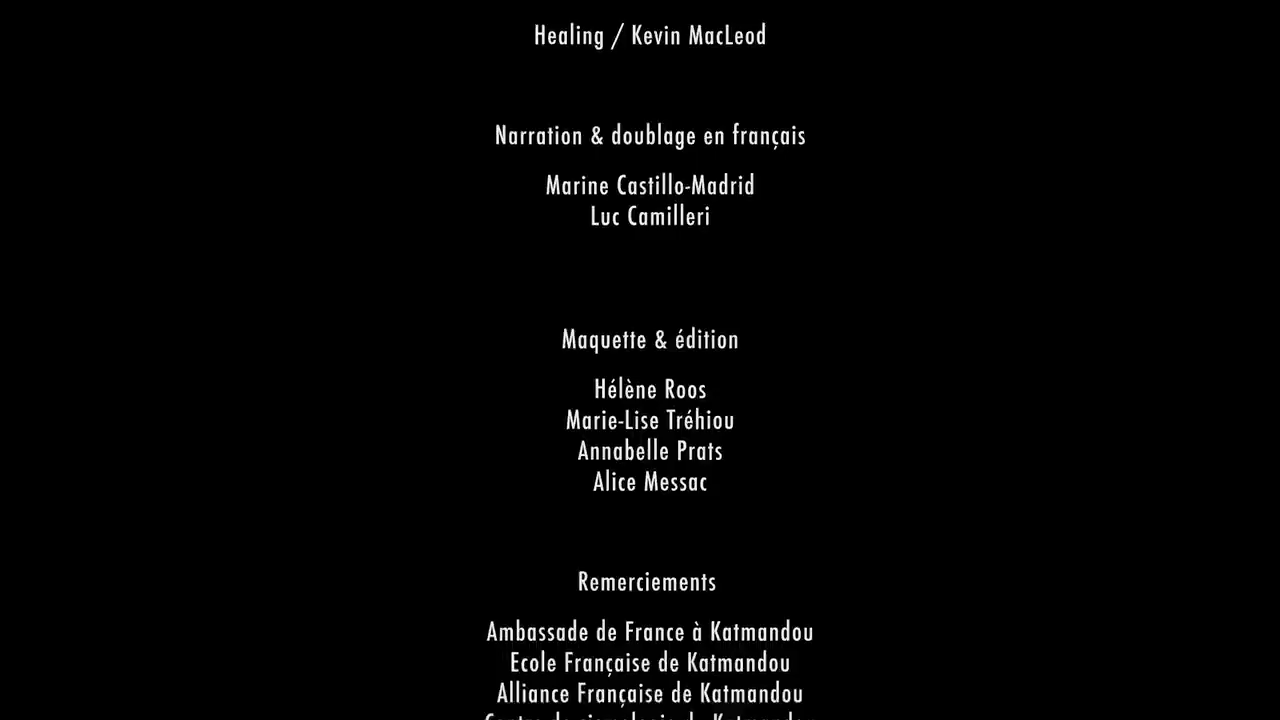 Healing / Kevin MacLeod
Narration & doublage en français
Marine Castillo-Madrid
Luc Camilleri
Maquette & édition
Hélène Roos
Marie-Lise Tréhiou
Annabelle Prats
Alice Messac
Remerciements
Ambassade de France à Katmandou
Ecole Française de Katmandou
Alliance Française de Katmandou